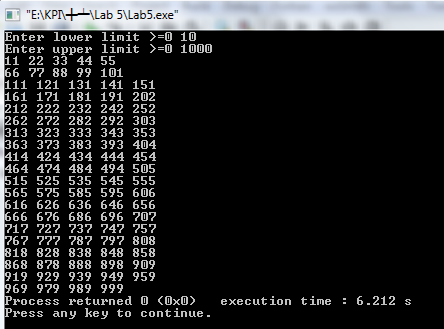 "E:\KPI\┼┴\Lab 5\Lab5.exe"
Enter lower limit >=0 10
Enter upper limit >=0 1000
11 22 33 44 55
66 77 88 99 101
111 121 131 141 151
161 171 181 191 202
212 222 232 242 252
262 272 282 292 303
313 323 333 343 353
363 373 383 393 404
414 424 434 444 454
464 474 484 494 505
515 525 535 545 555
565 575 585 595 606
616 626 636 646 656
666 676 686 696 707
717 727 737 747 757
767 777 787 797 808
818 828 838 848 858
868 878 888 898 909
919 929 939 949 959
969 979 989 999
Process returned 0 (0x0)   execution time : 6.212 s
Press any key to continue.